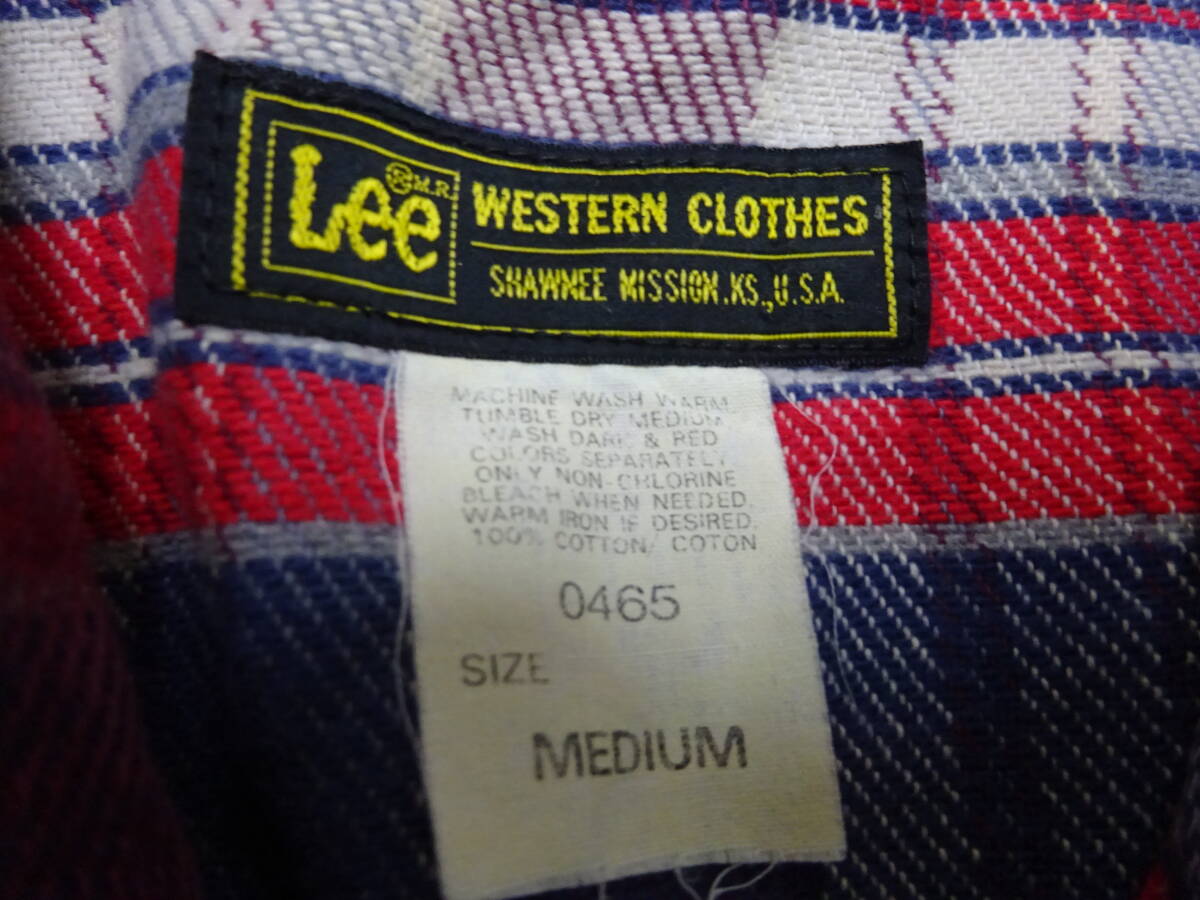 Lee ® M.R.
WESTERN CLOTHES
SHAWNEE MISSION.KS.,U.S.A.
MACHINE WASH WARM.
TUMBLE DRY MEDIUM
WASH DARK & RED
COLORS SEPARATELY
ONLY NON-CHLORINE
BLEACH WHEN NEEDED.
WARM IRON IF DESIRED.
100% COTTON/ COTON
0465
SIZE
MEDIUM